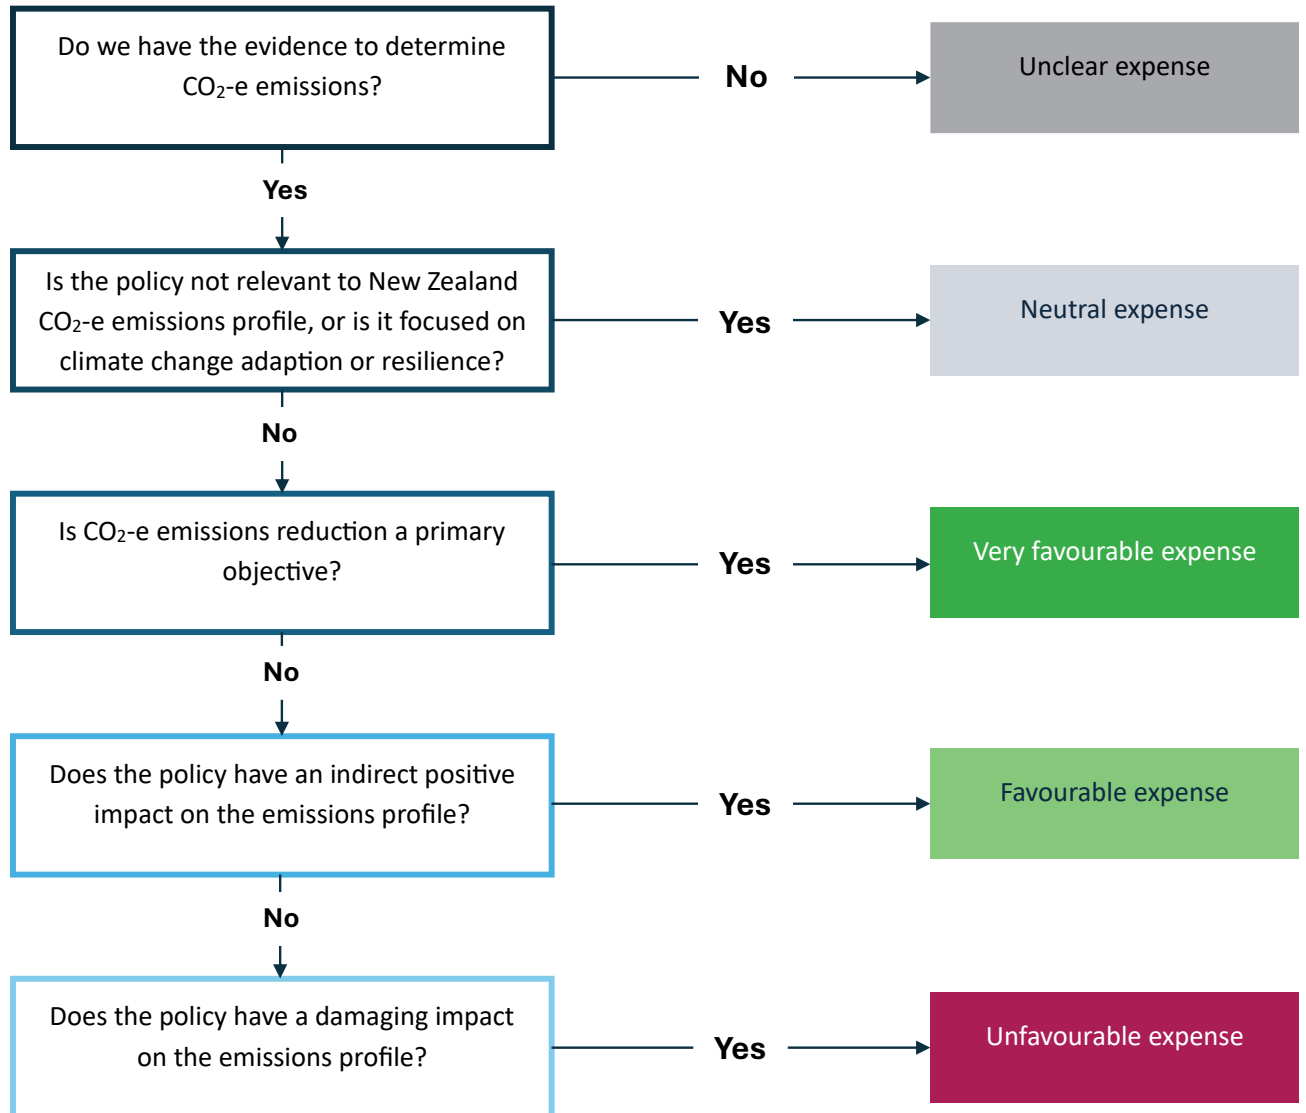 Do we have the evidence to determine
CO₂-e emissions?
No
Unclear expense
Yes
Is the policy not relevant to New Zealand
CO₂-e emissions profile, or is it focused on
climate change adaption or resilience?
Yes
Neutral expense
No
Is CO₂-e emissions reduction a primary
objective?
Yes
Very favourable expense
No
Does the policy have an indirect positive
impact on the emissions profile?
Yes
Favourable expense
No
Does the policy have a damaging impact
on the emissions profile?
Yes
Unfavourable expense